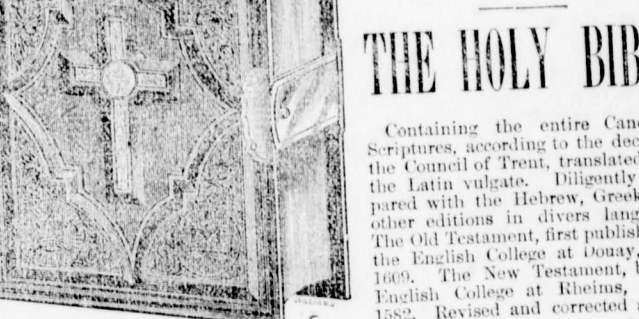 THE HOLY BIB
Containing the entire Can
Scriptures, according to the dec
the Council of Trent, translated
the Latin vulgate. Diligently
pared with the Hebrew, Greek
other editions in divers lang
The Old Testament, first publish
the English College at Douay,
1609. The New Testament,
English College at Rheims,
1582. Revised and corrected